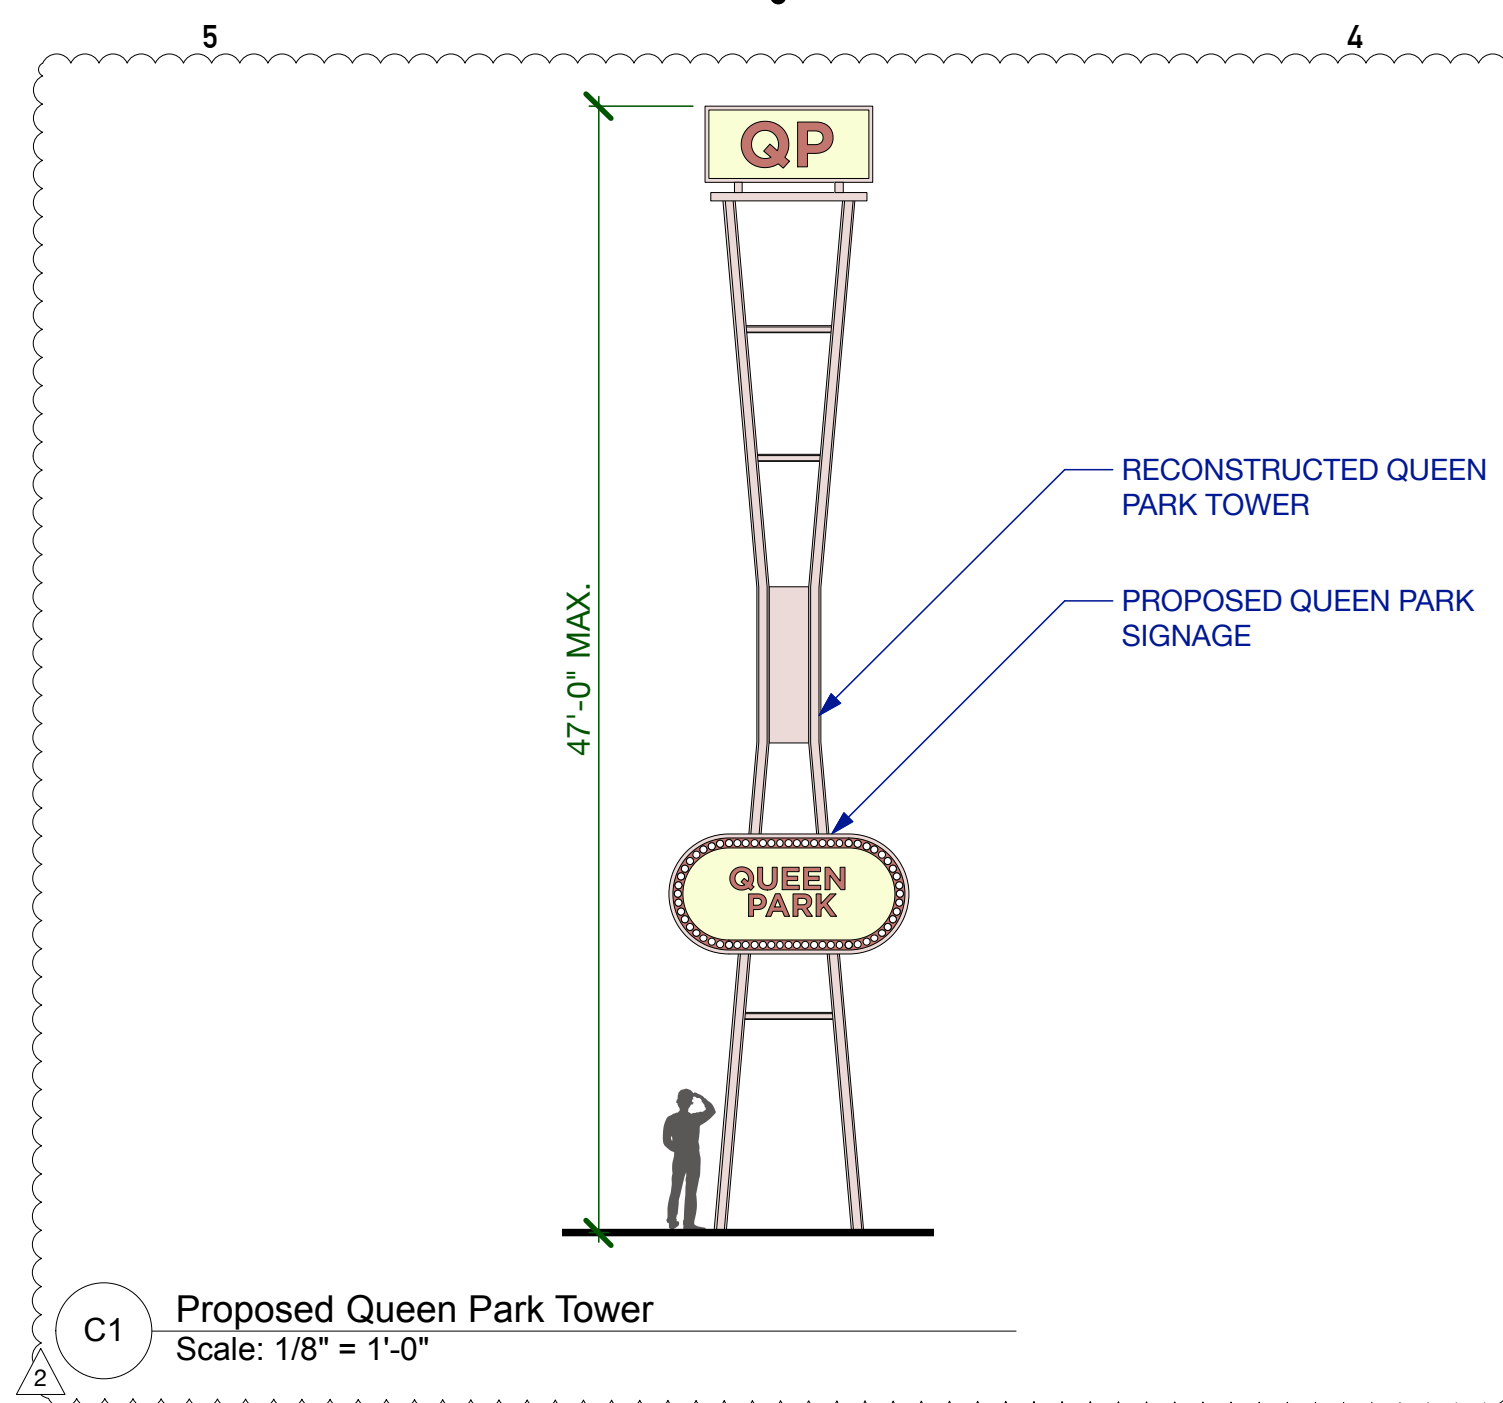 5
4
QP
RECONSTRUCTED QUEEN
PARK TOWER
PROPOSED QUEEN PARK
SIGNAGE
47'-0" MAX.
QUEEN
PARK
C1
Proposed Queen Park Tower
Scale: 1/8" = 1'-0"
2